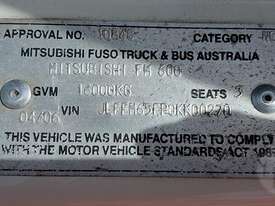 APPROVAL NO. CATEGORY
MITSUBISHI FUSO TRUCK & BUS AUSTRALIA
MITSUBISHI FM 600
GVM 15000KG SEATS 3
04/06 VIN
THIS VEHICLE WAS MANUFACTURED TO COMPLY
WITH THE MOTOR VEHICLE STANDARDS ACT